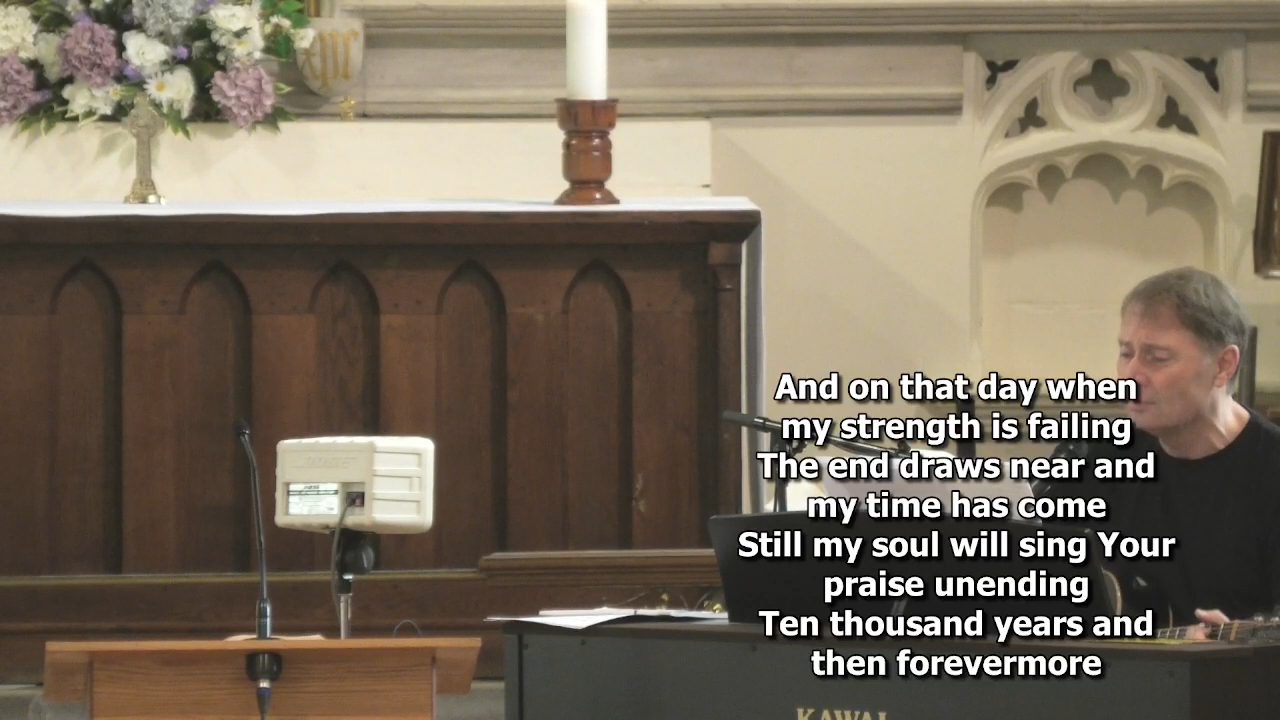 And on that day when
my strength is failing
The end draws near and
my time has come
Still my soul will sing Your
praise unending
Ten thousand years and
then forevermore
KAWAI